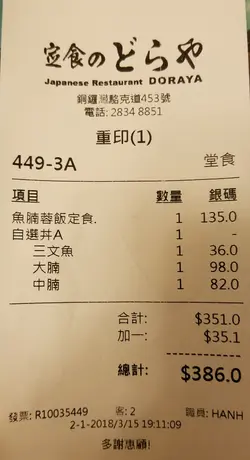 定食のどらや
Japanese Restaurant DORAYA
銅鑼灣駱克道453號
電話: 2834 8851
重印(1)
449-3A 堂食
項目 數量 銀碼
魚腩蓉飯定食. 1 135.0
自選丼A 1 -
三文魚 1 36.0
大腩 1 98.0
中腩 1 82.0
合計: $351.0
加一: $35.1
總計: $386.0
發票: R10035449 客: 2 職員: HANH
2-1-2018/3/15 19:11:09
多謝惠顧!